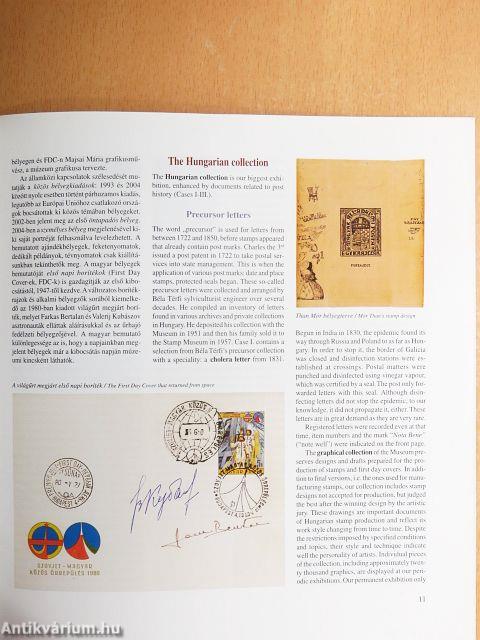 bélyegen és FDC-n Majsai Mária grafikusmű-
vész, a múzeum grafikusa tervezte.
Az államközi kapcsolatok szélesedését mu-
tatják a közös bélyegkiadások: 1993 és 2004
között nyolc esetben történt párhuzamos kiadás,
legutóbb az Európai Unióhoz csatlakozó orszá-
gok bocsátottak ki közös témában bélyegeket.
2002-ben jelent meg az első öntapadós bélyeg.
2004-ben a személyes bélyeg megjelenésével ki-
ki saját portréját felhasználva levelezhetett. A
bemutatott ajándékbélyegek, feketenyomatok,
dedikált példányok, tévnyomatok csak kiállítá-
sunkban tekinthetők meg. A magyar bélyegek
bemutatóját első napi borítékok (First Day
Cover-ek, FDC-k) is gazdagítják az első kibo-
csátástól, 1947-től kezdve. A változatos boríték-
rajzok és alkalmi bélyegzők sorából kiemelke-
dő az 1980-ban kiadott világűrt megjárt borí-
ték, melyet Farkas Bertalan és Valerij Kubászov
asztronauták elláttak aláírásukkal és az űrhajó
fedélzeti bélyegzőjével. A magyar bemutató
különlegessége az is, hogy a napjainkban meg-
jelent bélyegek már a kibocsátás napján múze-
umi kincsként láthatók.
The Hungarian collection
The Hungarian collection is our biggest exhi-
bition, enhanced by documents related to post
history (Cases I-III.).
Precursor letters
The word „precursor" is used for letters from
between 1722 and 1850, before stamps appeared
that already contain post marks. Charles the 3rd
issued a post patent in 1722 to take postal serv-
ices into state management. This is when the
application of various post marks: date and place
stamps, protected seals began. These so-called
precursor letters were collected and arranged by
Béla Térfi sylviculturist engineer over several
decades. He compiled an inventory of letters
found in various archives and private collections
in Hungary. He deposited his collection with the
Museum in 1951 and then his family sold it to
the Stamp Museum in 1957. Case I. contains a
selection from Béla Térfi's precursor collection
with a speciality: a cholera letter from 1831.
Than Mór bélyegterve / Mór Than's stamp design
Begun in India in 1830, the epidemic found its
way through Russia and Poland to as far as Hun-
gary. In order to stop it, the border of Galicia
was closed and disinfection stations were es-
tablished at crossings. Postal matters were
punched and disinfected using vinegar vapour,
which was certified by a seal. The post only for-
warded letters with this seal. Although disin-
fecting letters did not stop the epidemic, to our
knowledge, it did not propagate it, either. These
letters are in great demand as they are very rare.
Registered letters were recorded even at that
time, item numbers and the mark "Nota Bene"
("note well") were indicated on the front page.
The graphical collection of the Museum pre-
serves designs and drafts prepared for the pro-
duction of stamps and first day covers. In addi-
tion to final versions, i.e. the ones used for manu-
facturing stamps, our collection includes stamp
designs not accepted for production, but judged
the best after the winning design by the artistic
jury. These drawings are important documents
of Hungarian stamp production and reflect its
work style changing from time to time. Despite
the restrictions imposed by specified conditions
and topics, their style and technique indicate
well the personality of artists. Individual pieces
of the collection, including approximately twen-
ty thousand graphics, are displayed at our peri-
odic exhibitions. Our permanent exhibition only
A világűrt megjárt első napi boríték / The First Day Cover that returned from space
SZOVJET - MAGYAR
KÖZÖS ŰRREPÜLÉS 1980
11
Antikvárium.hu